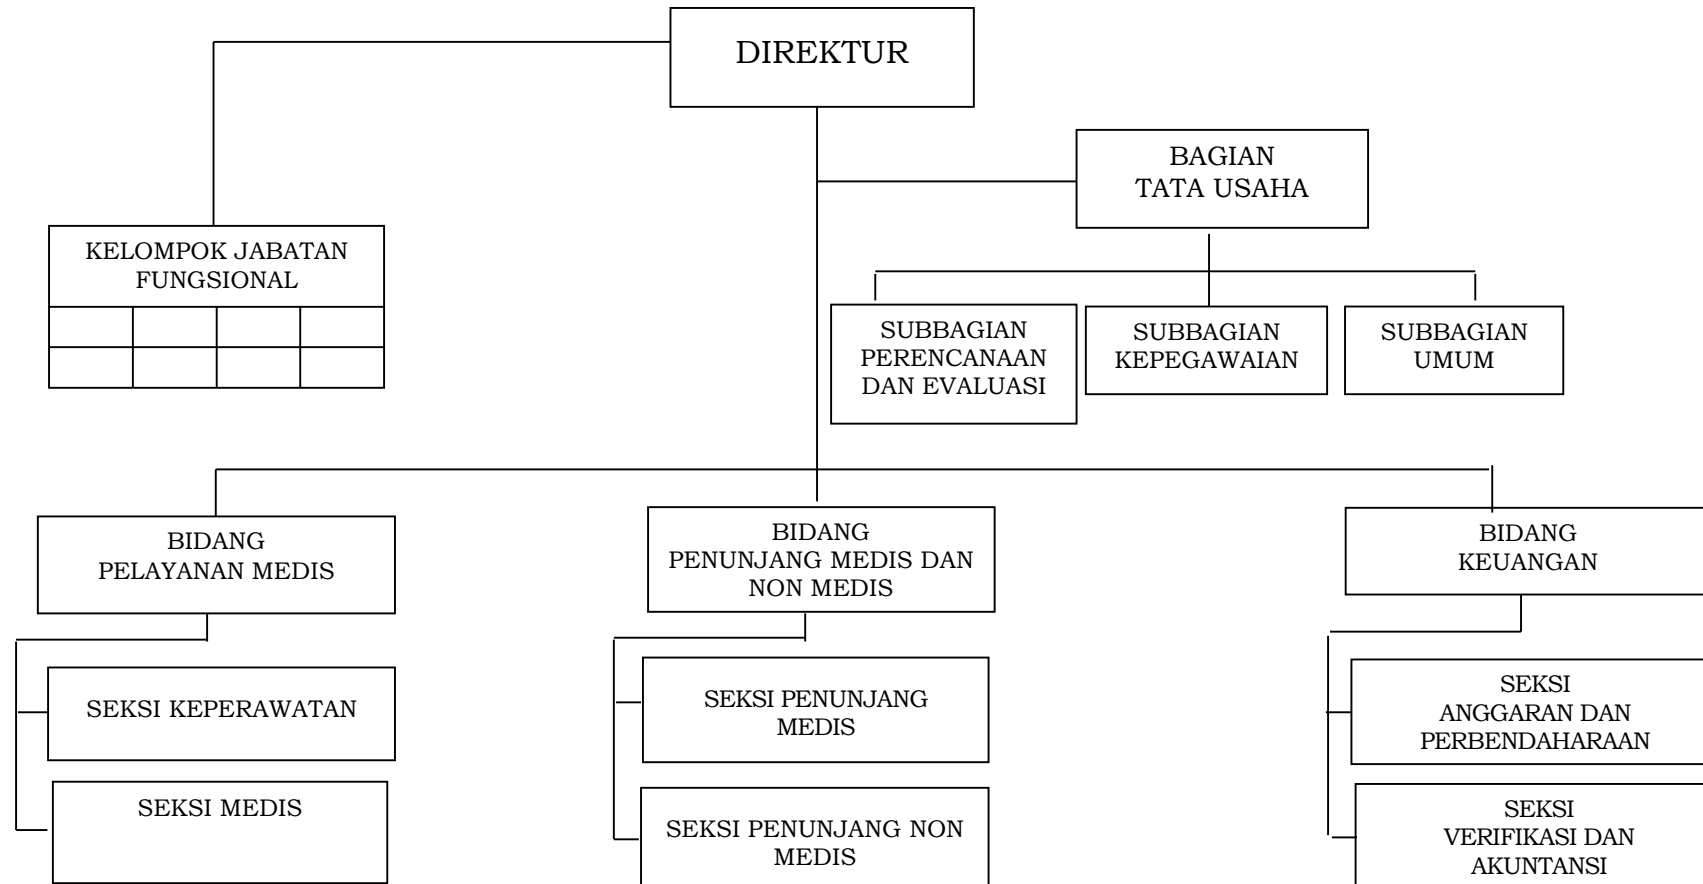 DIREKTUR
BAGIAN
TATA USAHA
KELOMPOK JABATAN
FUNGSIONAL
SUBBAGIAN
PERENCANAAN
DAN EVALUASI
SUBBAGIAN
KEPEGAWAIAN
SUBBAGIAN
UMUM
BIDANG
PELAYANAN MEDIS
BIDANG
PENUNJANG MEDIS DAN
NON MEDIS
BIDANG
KEUANGAN
SEKSI KEPERAWATAN
SEKSI PENUNJANG
MEDIS
SEKSI
ANGGARAN DAN
PERBENDAHARAAN
SEKSI MEDIS
SEKSI PENUNJANG NON
MEDIS
SEKSI
VERIFIKASI DAN
AKUNTANSI